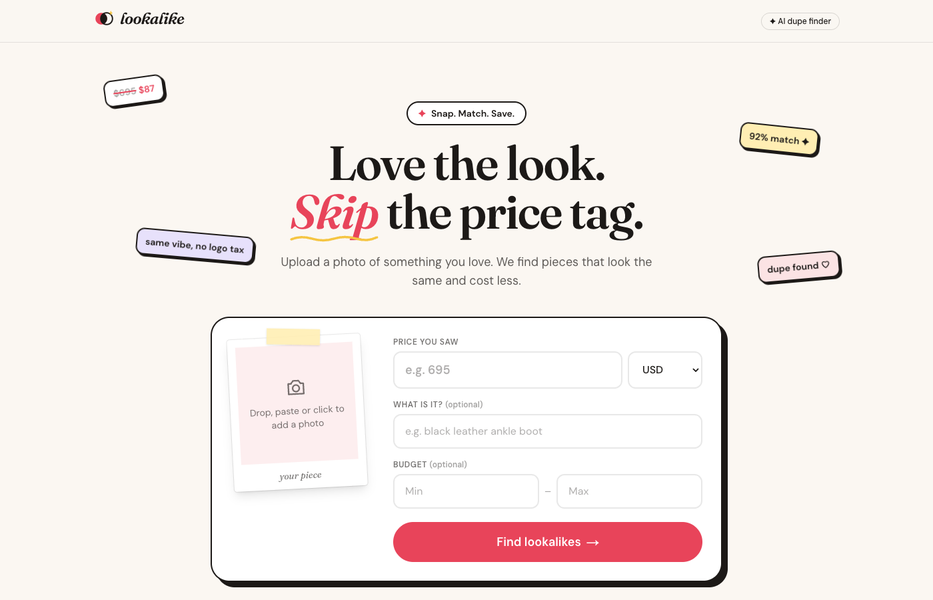 lookalike
✦ AI dupe finder
$695 $87
✦ Snap. Match. Save.
92% match ✦
Love the look.
Skip the price tag.
same vibe, no logo tax
Upload a photo of something you love. We find pieces that look the
same and cost less.
dupe found ♡
Drop, paste or click to
add a photo
your piece
PRICE YOU SAW
e.g. 695
USD
WHAT IS IT? (optional)
e.g. black leather ankle boot
BUDGET (optional)
Min
–
Max
Find lookalikes →